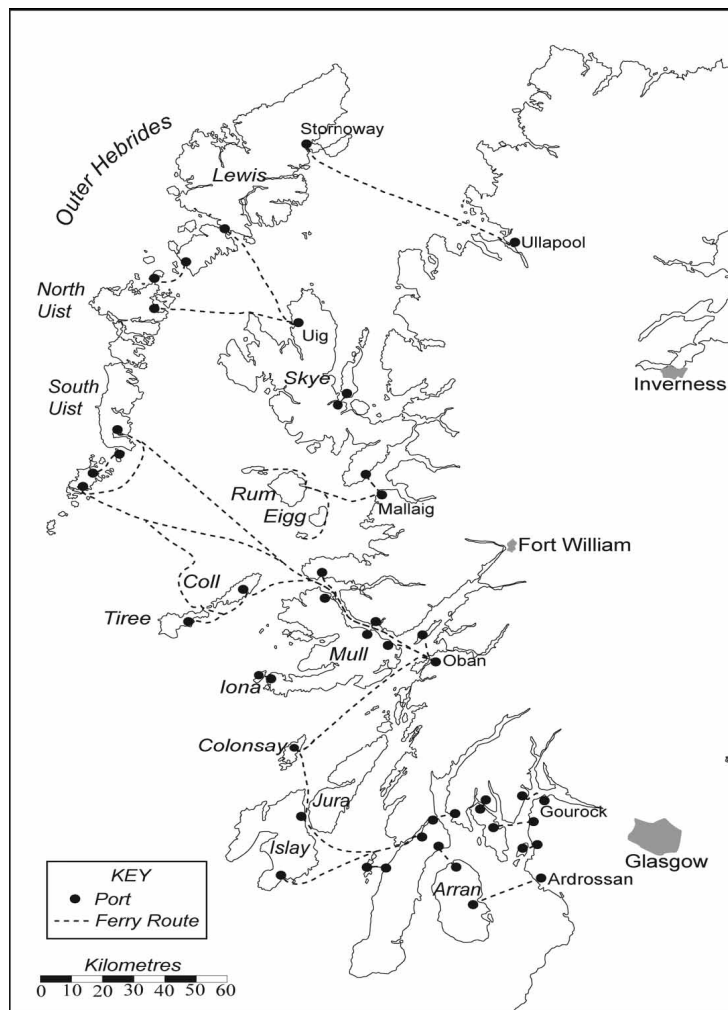 Stornoway
Outer Hebrides
Lewis
Ullapool
North
Uist
Uig
Skye
Inverness
South
Uist
Rum
Eigg
Mallaig
Fort William
Coll
Tiree
Mull
Oban
Iona
Colonsay
Jura
Gourock
Islay
Glasgow
KEY
Port
Ferry Route
Arran
Ardrossan
Kilometres
0 10 20 30 40 50 60